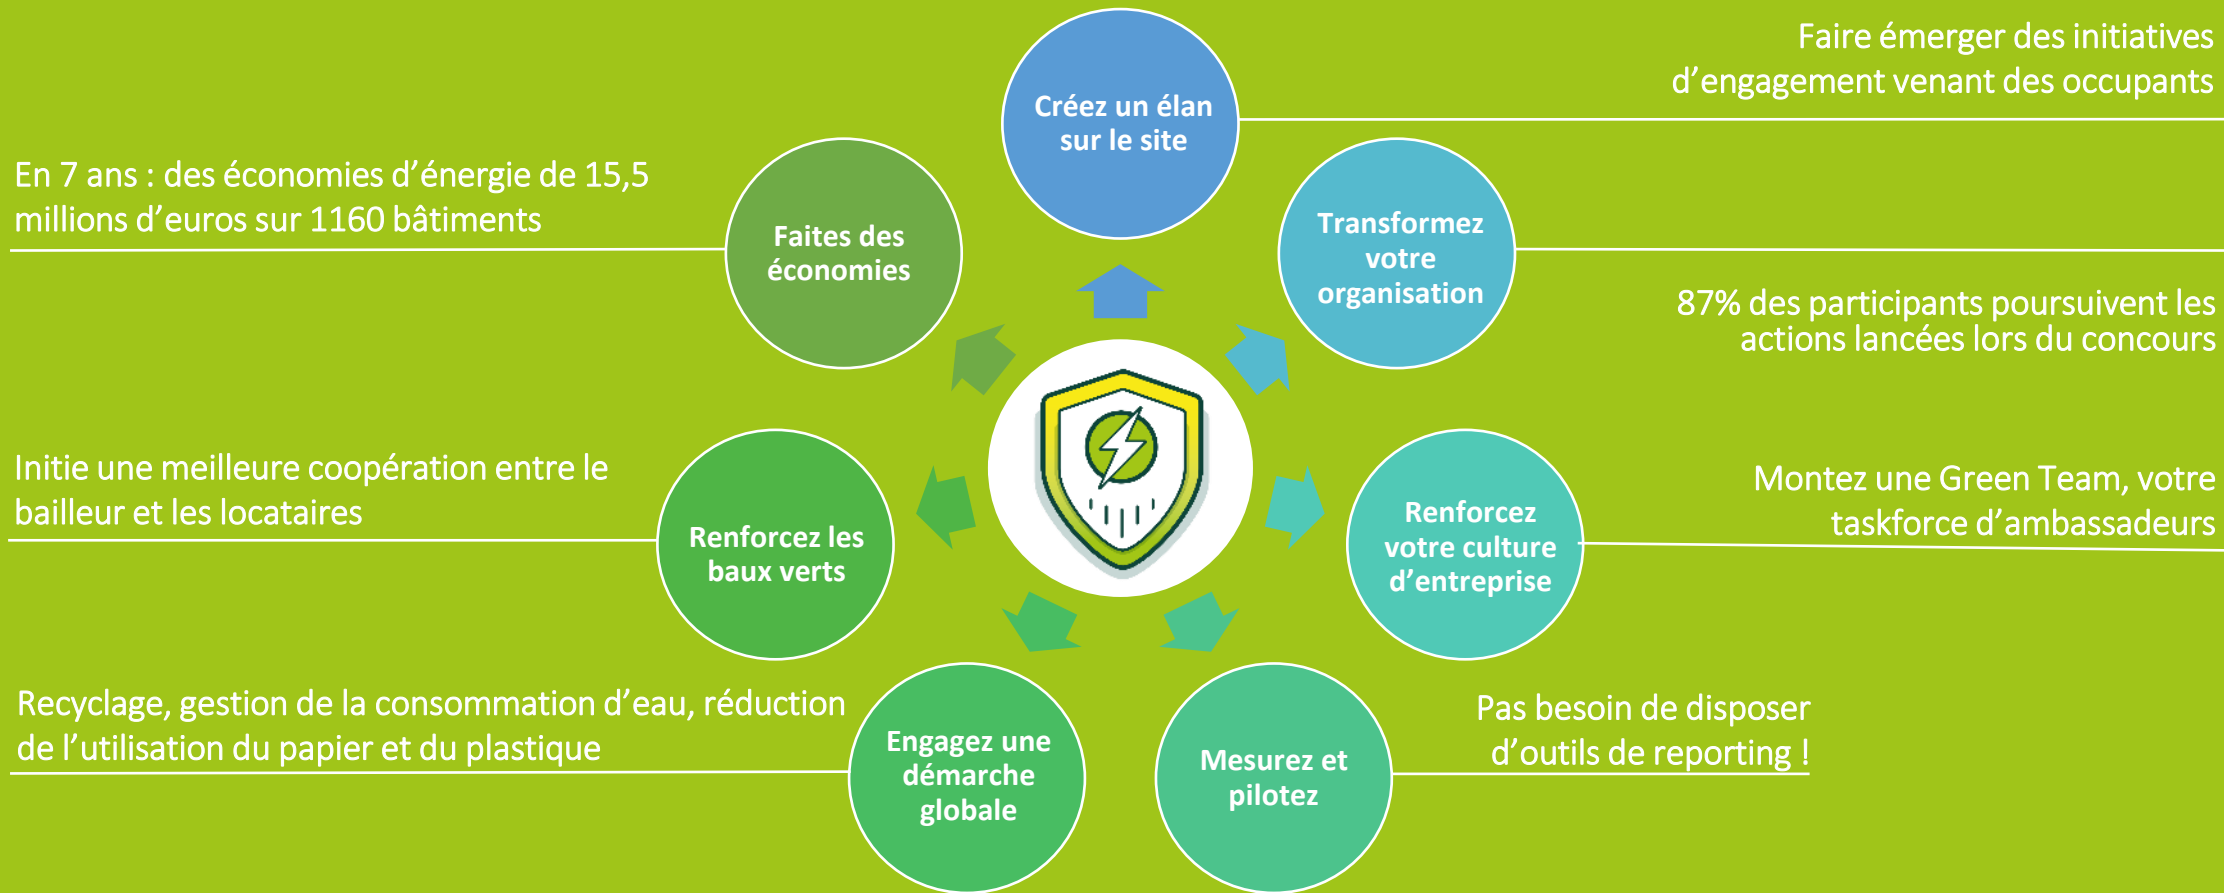 Créez un élan
sur le site
Faire émerger des initiatives
d’engagement venant des occupants
Transformez
votre
organisation
87% des participants poursuivent les
actions lancées lors du concours
Renforcez
votre culture
d’entreprise
Montez une Green Team, votre
taskforce d’ambassadeurs
Mesurez et
pilotez
Pas besoin de disposer
d’outils de reporting !
Engagez une
démarche
globale
Recyclage, gestion de la consommation d’eau, réduction
de l’utilisation du papier et du plastique
Renforcez les
baux verts
Initie une meilleure coopération entre le
bailleur et les locataires
Faites des
économies
En 7 ans : des économies d’énergie de 15,5
millions d’euros sur 1160 bâtiments